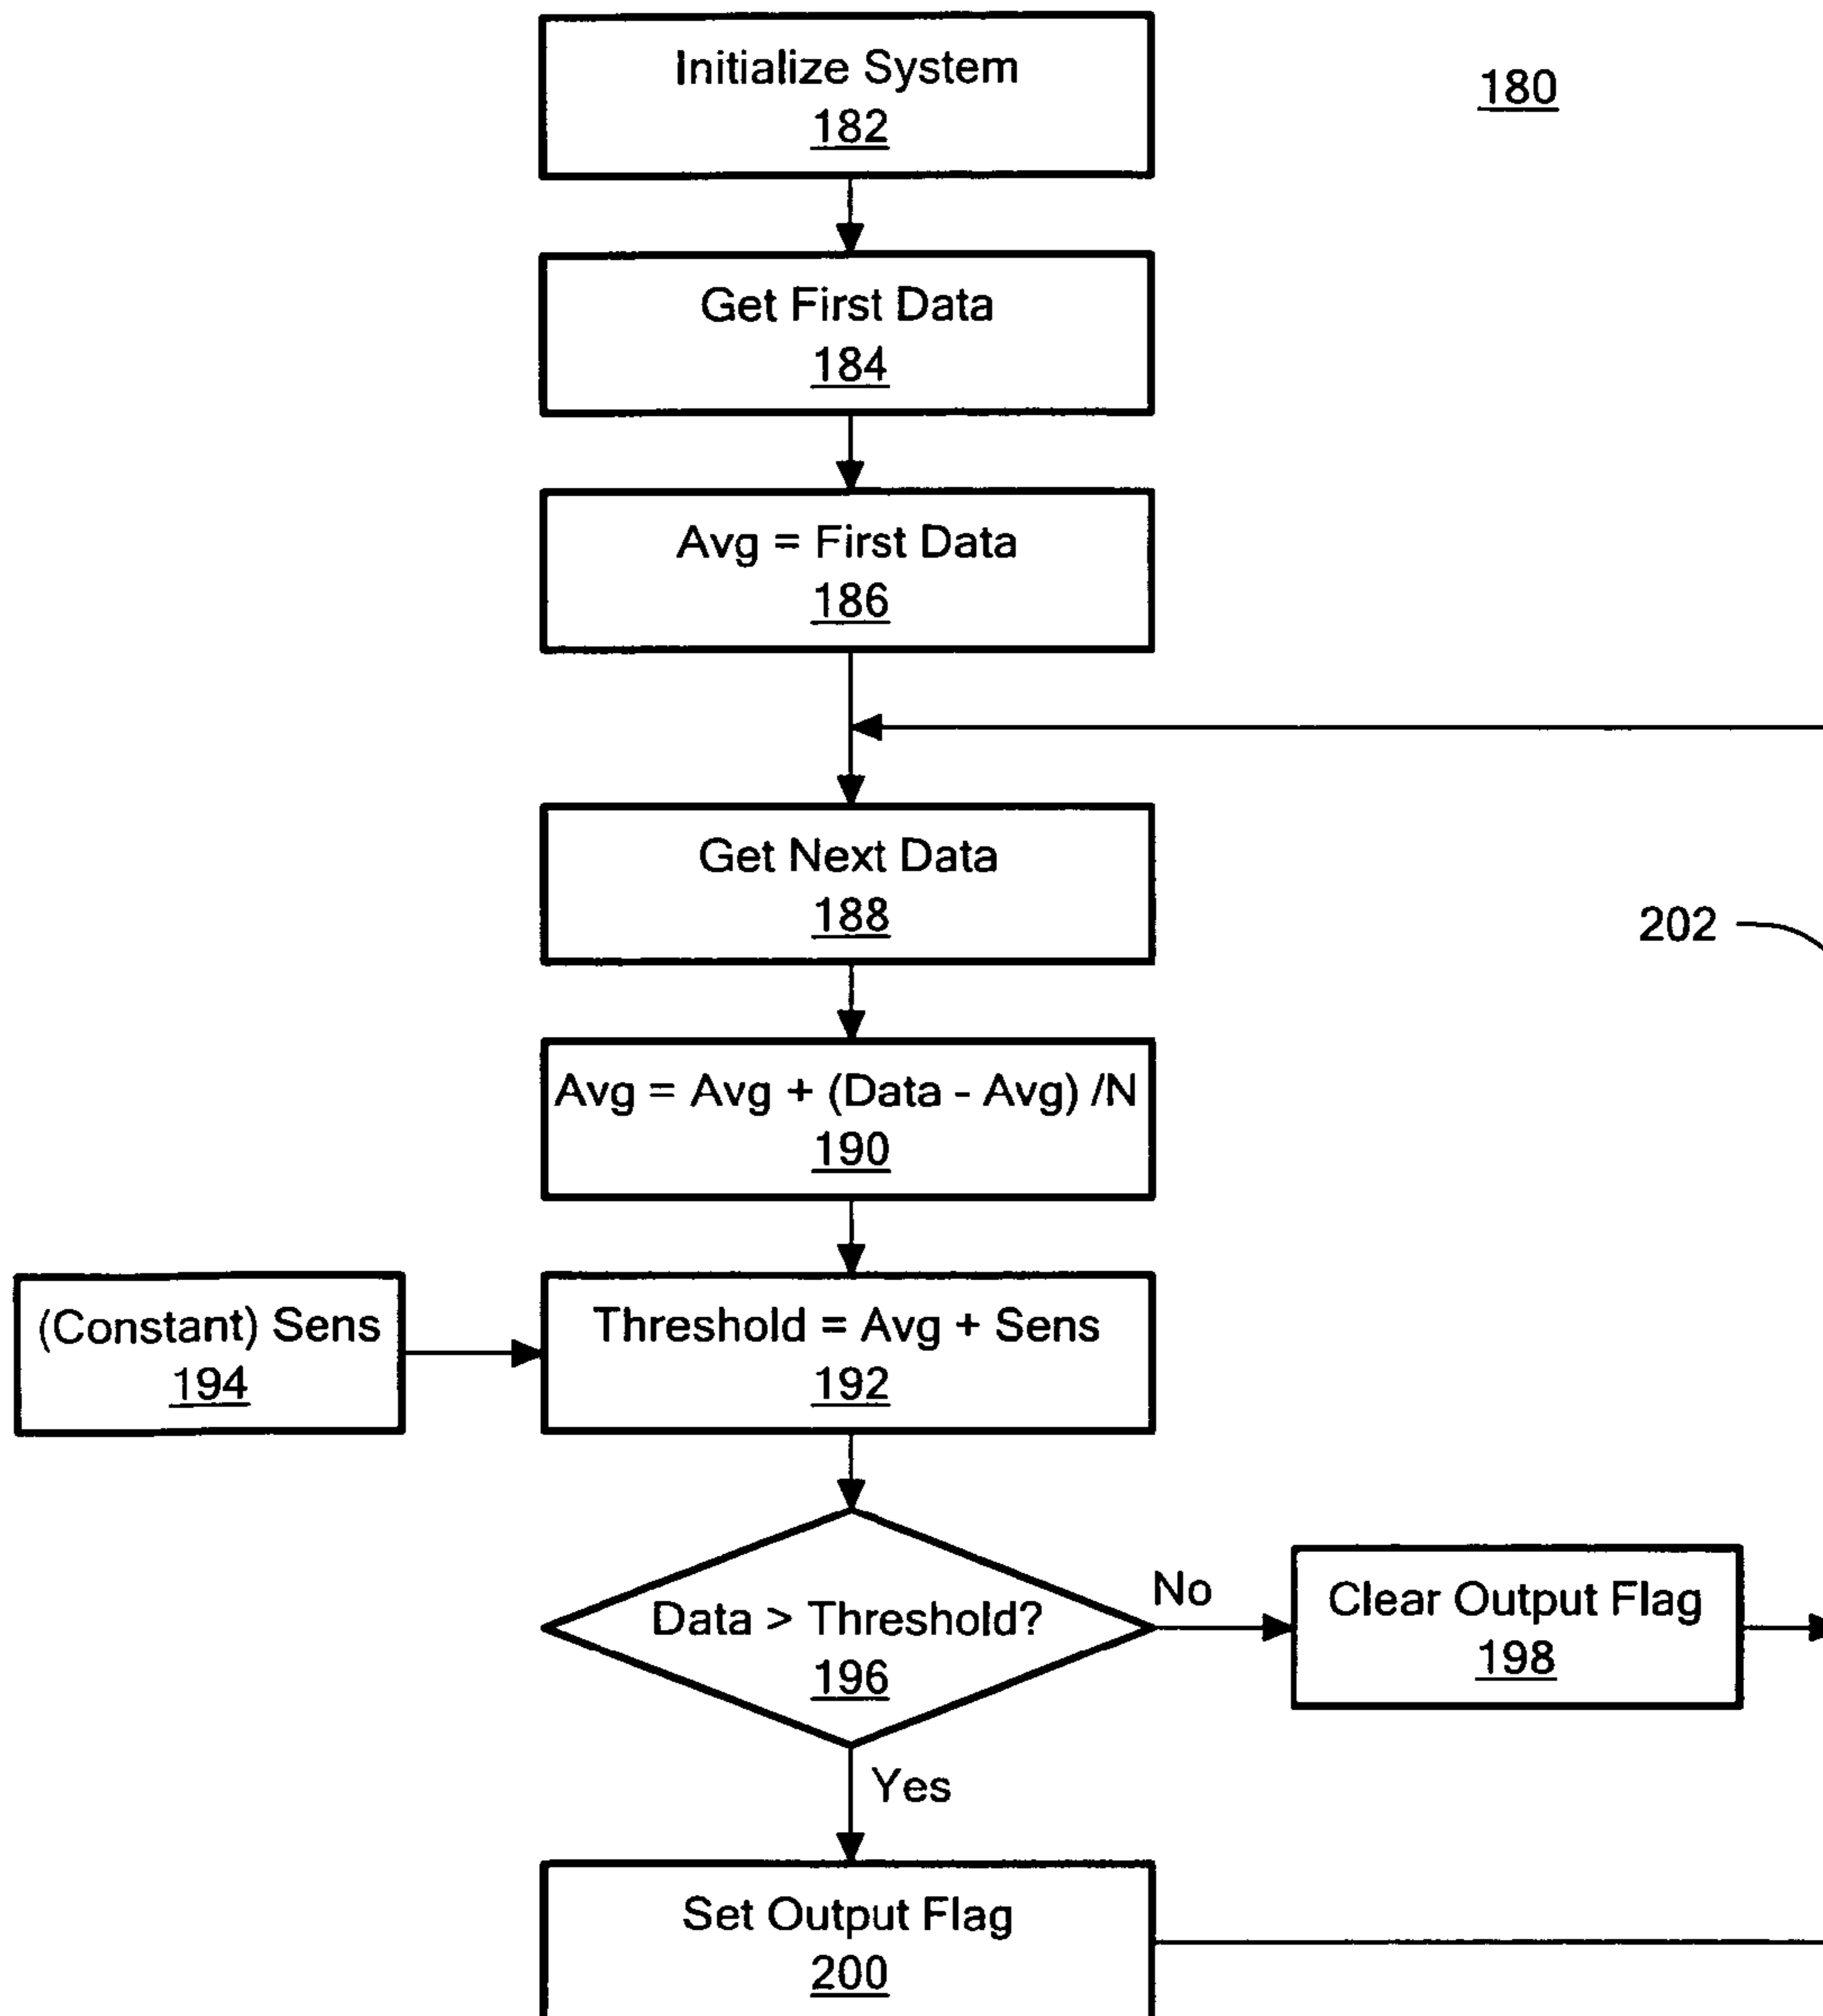 Initialize System
182
180
Get First Data
184
Avg = First Data
186
Get Next Data
188
202
Avg = Avg + (Data - Avg) /N
190
(Constant) Sens
194
Threshold = Avg + Sens
192
Data > Threshold?
196
No
Clear Output Flag
198
Yes
Set Output Flag
200